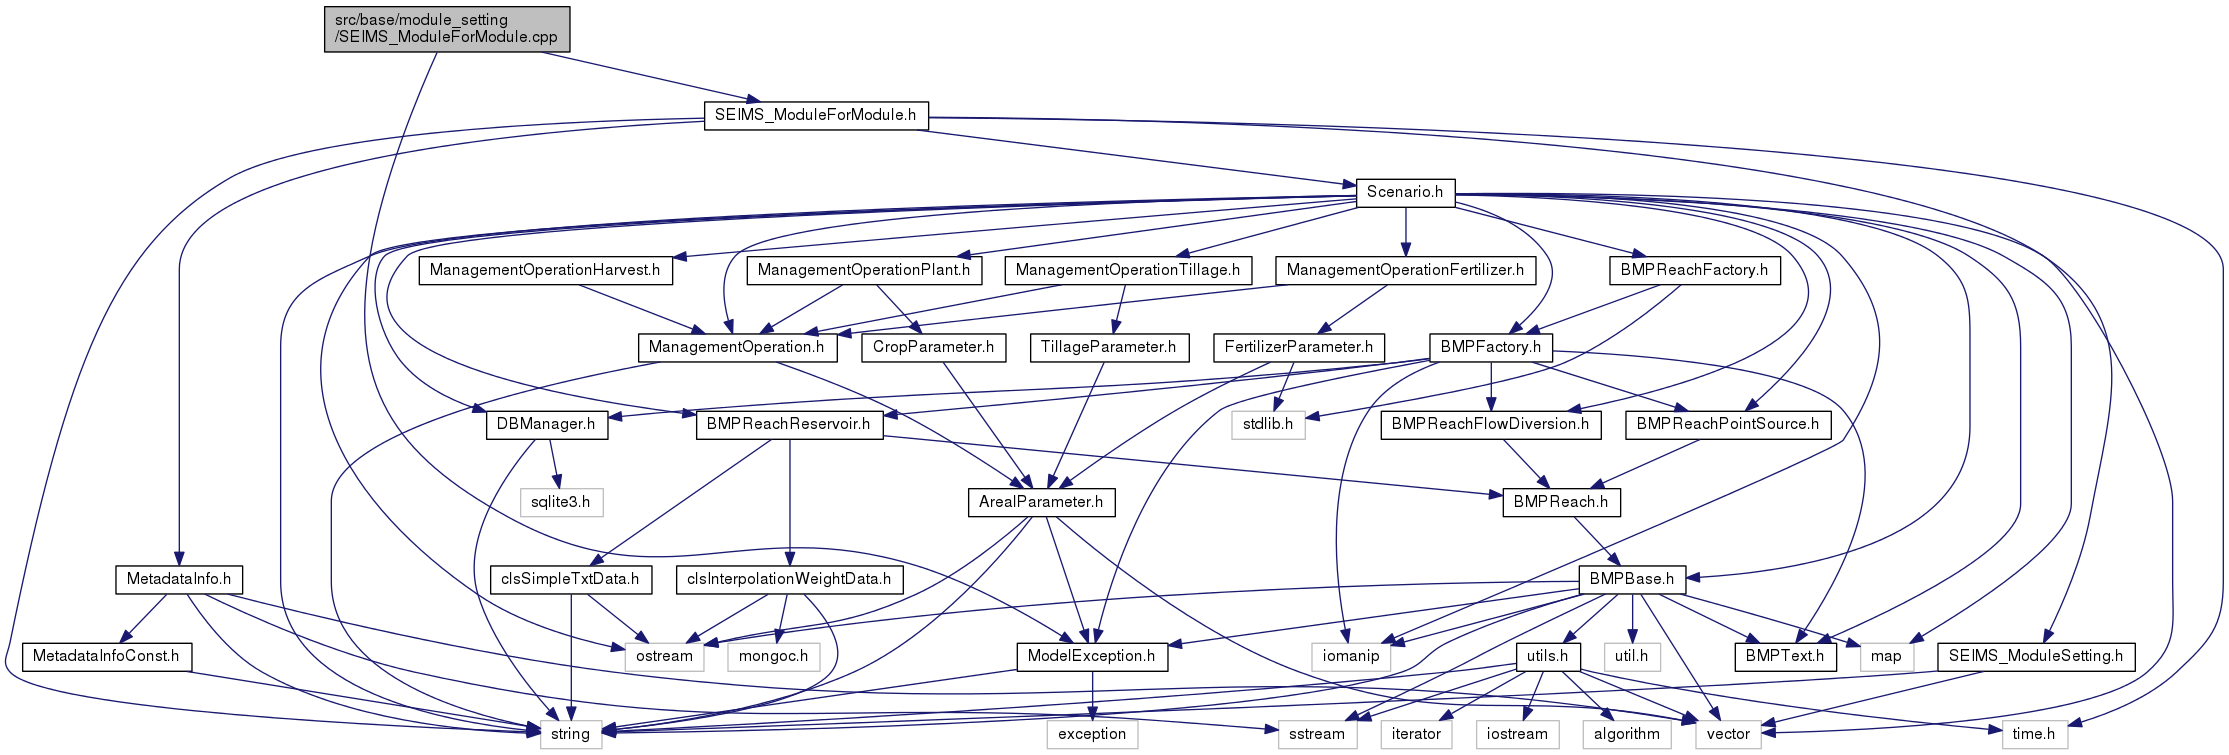 src/base/module_setting
/SEIMS_ModuleForModule.cpp
SEIMS_ModuleForModule.h
Scenario.h
ManagementOperationHarvest.h
ManagementOperationPlant.h
ManagementOperationTillage.h
ManagementOperationFertilizer.h
BMPReachFactory.h
ManagementOperation.h
CropParameter.h
TillageParameter.h
FertilizerParameter.h
BMPFactory.h
DBManager.h
BMPReachReservoir.h
stdlib.h
BMPReachFlowDiversion.h
BMPReachPointSource.h
sqlite3.h
ArealParameter.h
BMPReach.h
MetadataInfo.h
clsSimpleTxtData.h
clsInterpolationWeightData.h
BMPBase.h
MetadataInfoConst.h
ostream
mongoc.h
ModelException.h
iomanip
utils.h
util.h
BMPText.h
map
SEIMS_ModuleSetting.h
string
exception
sstream
iterator
iostream
algorithm
vector
time.h